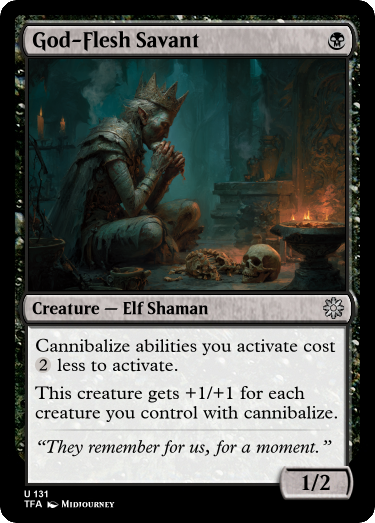 God-Flesh Savant
Creature — Elf Shaman
Cannibalize abilities you activate cost
2 less to activate.
This creature gets +1/+1 for each
creature you control with cannibalize.
“They remember for us, for a moment.”
1/2
U 131
TFA Midjourney